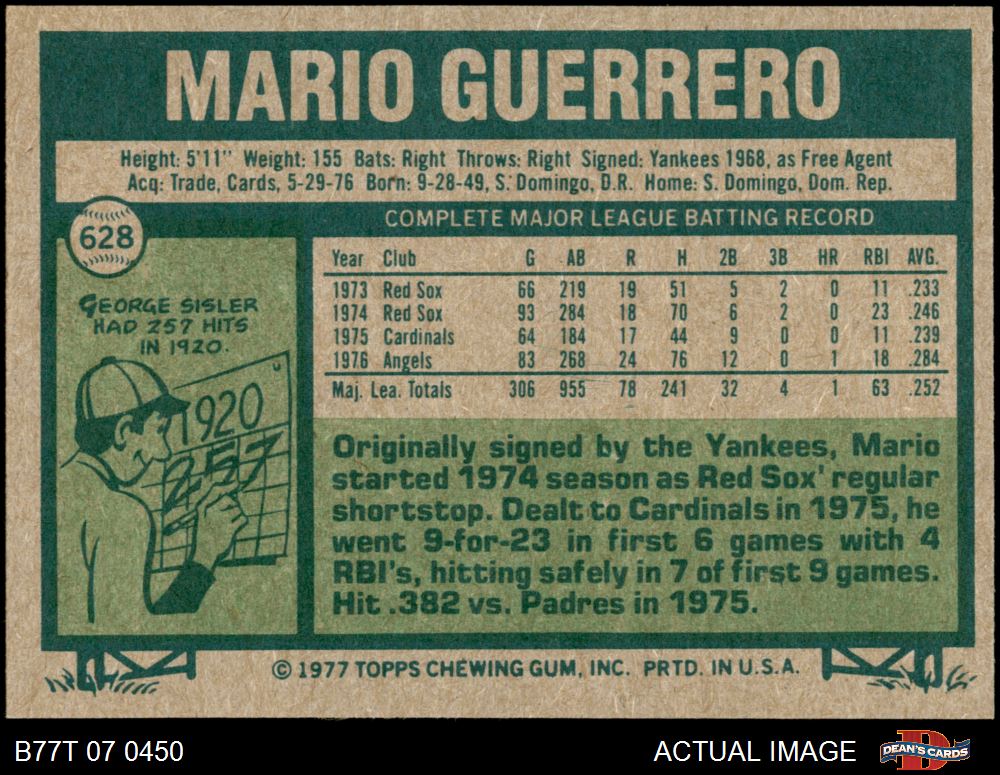 MARIO GUERRERO
Height: 5'11" Weight: 155 Bats: Right Throws: Right Signed: Yankees 1968, as Free Agent
Acq: Trade, Cards, 5-29-76 Born: 9-28-49, S. Domingo, D.R. Home: S. Domingo, Dom. Rep.
628
COMPLETE MAJOR LEAGUE BATTING RECORD
Year Club G AB R H 2B 3B HR RBI AVG.
1973 Red Sox 66 219 19 51 5 2 0 11 .233
1974 Red Sox 93 284 18 70 6 2 0 23 .246
1975 Cardinals 64 184 17 44 9 0 0 11 .239
1976 Angels 83 268 24 76 12 0 1 18 .284
Maj. Lea. Totals 306 955 78 241 32 4 1 63 .252
GEORGE SISLER
HAD 257 HITS
IN 1920.
1920
257
Originally signed by the Yankees, Mario
started 1974 season as Red Sox' regular
shortstop. Dealt to Cardinals in 1975, he
went 9-for-23 in first 6 games with 4
RBI's, hitting safely in 7 of first 9 games.
Hit .382 vs. Padres in 1975.
© 1977 TOPPS CHEWING GUM, INC. PRTD. IN U.S.A.
B77T 07 0450
ACTUAL IMAGE
DEAN'S CARDS